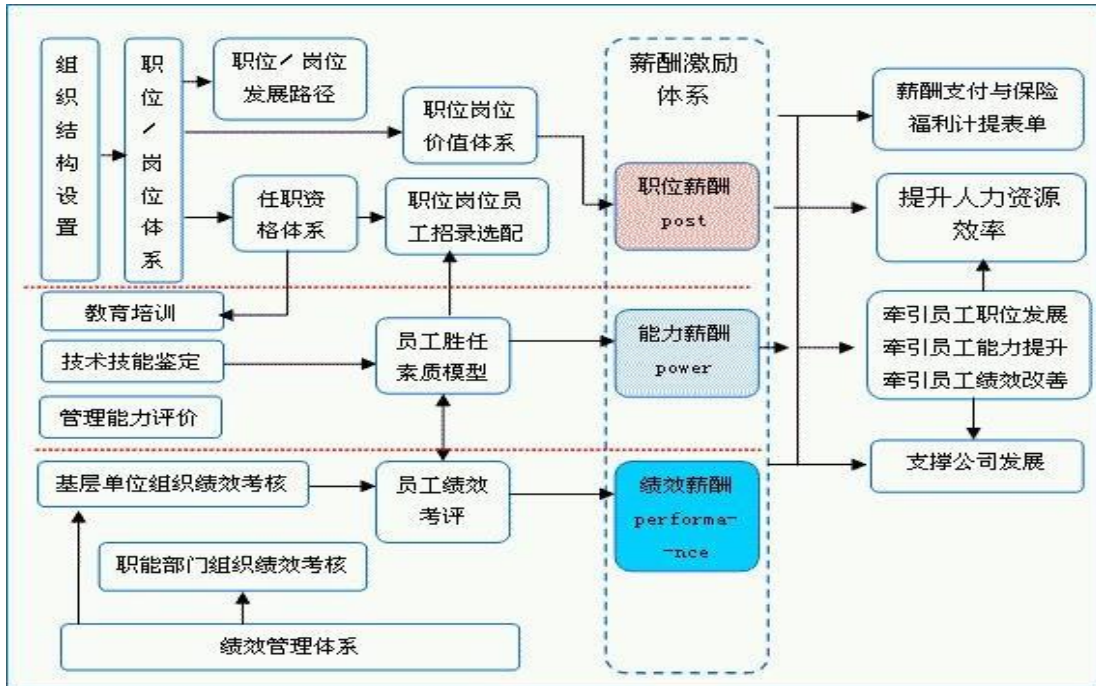 组织结构设置
职位/岗位体系
职位/岗位
发展路径
职位岗位
价值体系
任职资
格体系
职位岗位员
工招录选配
薪酬激励
体系
职位薪酬
post
薪酬支付与保险
福利计提表单
提升人力资源
效率
教育培训
技术技能鉴定
管理能力评价
员工胜任
素质模型
能力薪酬
power
牵引员工职位发展
牵引员工能力提升
牵引员工绩效改善
基层单位组织绩效考核
员工绩效
考评
绩效薪酬
performa-
-nce
支撑公司发展
职能部门组织绩效考核
绩效管理体系